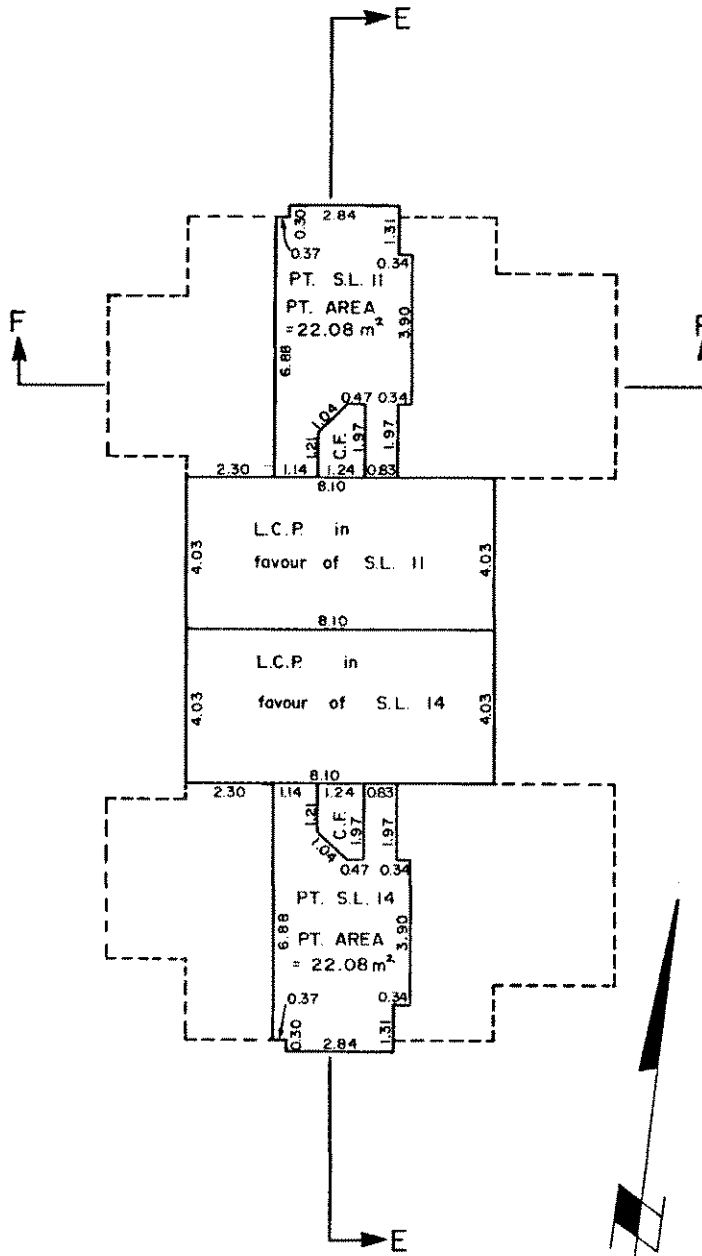 E
2.84
0.30
1.31
0.37
0.34
PT. S.L. 11
PT. AREA
= 22.08 m²
3.90
F
F
6.88
0.47 0.34
1.04
1.21
C.F.
1.97
1.97
2.30 1.14 1.24 0.83
8.10
L.C.P. in
favour of S.L. 11
4.03
4.03
8.10
L.C.P. in
favour of S.L. 14
4.03
4.03
8.10
2.30 1.14 1.24 0.83
1.21
C.F.
1.97
1.97
1.04
0.47 0.34
PT. S.L. 14
6.88
PT. AREA
= 22.08 m²
3.90
0.37
0.34
0.30
1.31
2.84
E